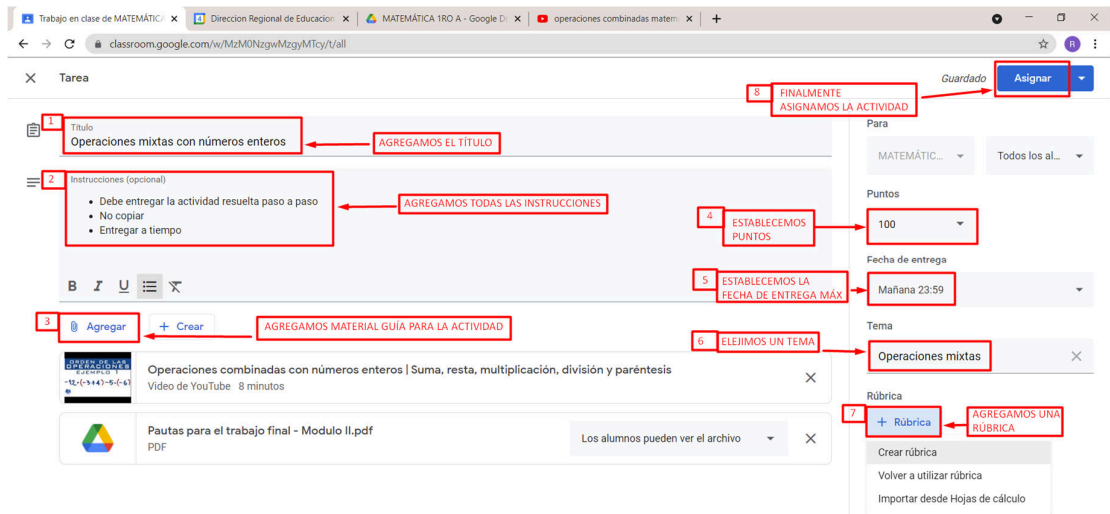 Trabajo en clase de MATEMÁTIC
Direccion Regional de Educacion
MATEMÁTICA 1RO A - Google D
operaciones combinadas matem
classroom.google.com/w/MzM0NzgwMzgyMTcy/t/all
R
Tarea
Guardado
Asignar
8 FINALMENTE
ASIGNAMOS LA ACTIVIDAD
1
Título
Operaciones mixtas con números enteros
AGREGAMOS EL TÍTULO
2
Instrucciones (opcional)
• Debe entregar la actividad resuelta paso a paso
• No copiar
• Entregar a tiempo
AGREGAMOS TODAS LAS INSTRUCCIONES
B I U
3
Agregar
+ Crear
AGREGAMOS MATERIAL GUÍA PARA LA ACTIVIDAD
ORDEN DE LAS
OPERACIONES
EJEMPLO 1
Operaciones combinadas con números enteros | Suma, resta, multiplicación, división y paréntesis
Video de YouTube 8 minutos
Pautas para el trabajo final - Modulo II.pdf
PDF
Los alumnos pueden ver el archivo
Para
MATEMÁTIC...
Todos los al...
Puntos
4 ESTABLECEMOS
PUNTOS
100
Fecha de entrega
5 ESTABLECEMOS LA
FECHA DE ENTREGA MÁX
Mañana 23:59
Tema
6 ELEJIMOS UN TEMA
Operaciones mixtas
Rúbrica
7
+ Rúbrica
AGREGAMOS UNA
RÚBRICA
Crear rúbrica
Volver a utilizar rúbrica
Importar desde Hojas de cálculo